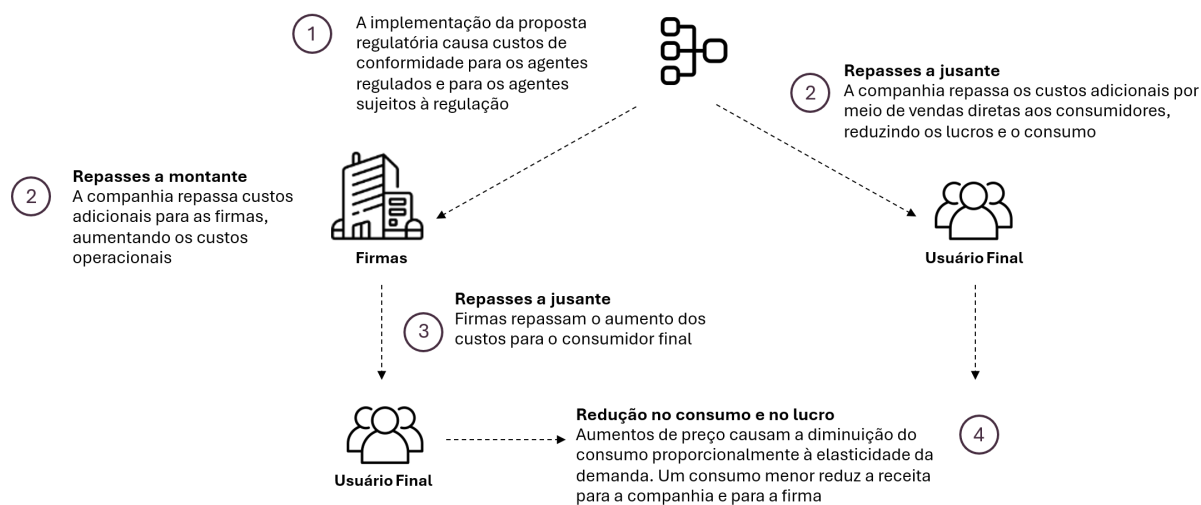 1
A implementação da proposta
regulatória causa custos de
conformidade para os agentes
regulados e para os agentes
sujeitos à regulação
2
Repasses a jusante
A companhia repassa os custos adicionais por
meio de vendas diretas aos consumidores,
reduzindo os lucros e o consumo
2
Repasses a montante
A companhia repassa custos
adicionais para as firmas,
aumentando os custos
operacionais
Firmas
Usuário Final
3
Repasses a jusante
Firmas repassam o aumento dos
custos para o consumidor final
Usuário Final
Redução no consumo e no lucro
Aumentos de preço causam a diminuição do
consumo proporcionalmente à elasticidade da
demanda. Um consumo menor reduz a receita
para a companhia e para a firma
4